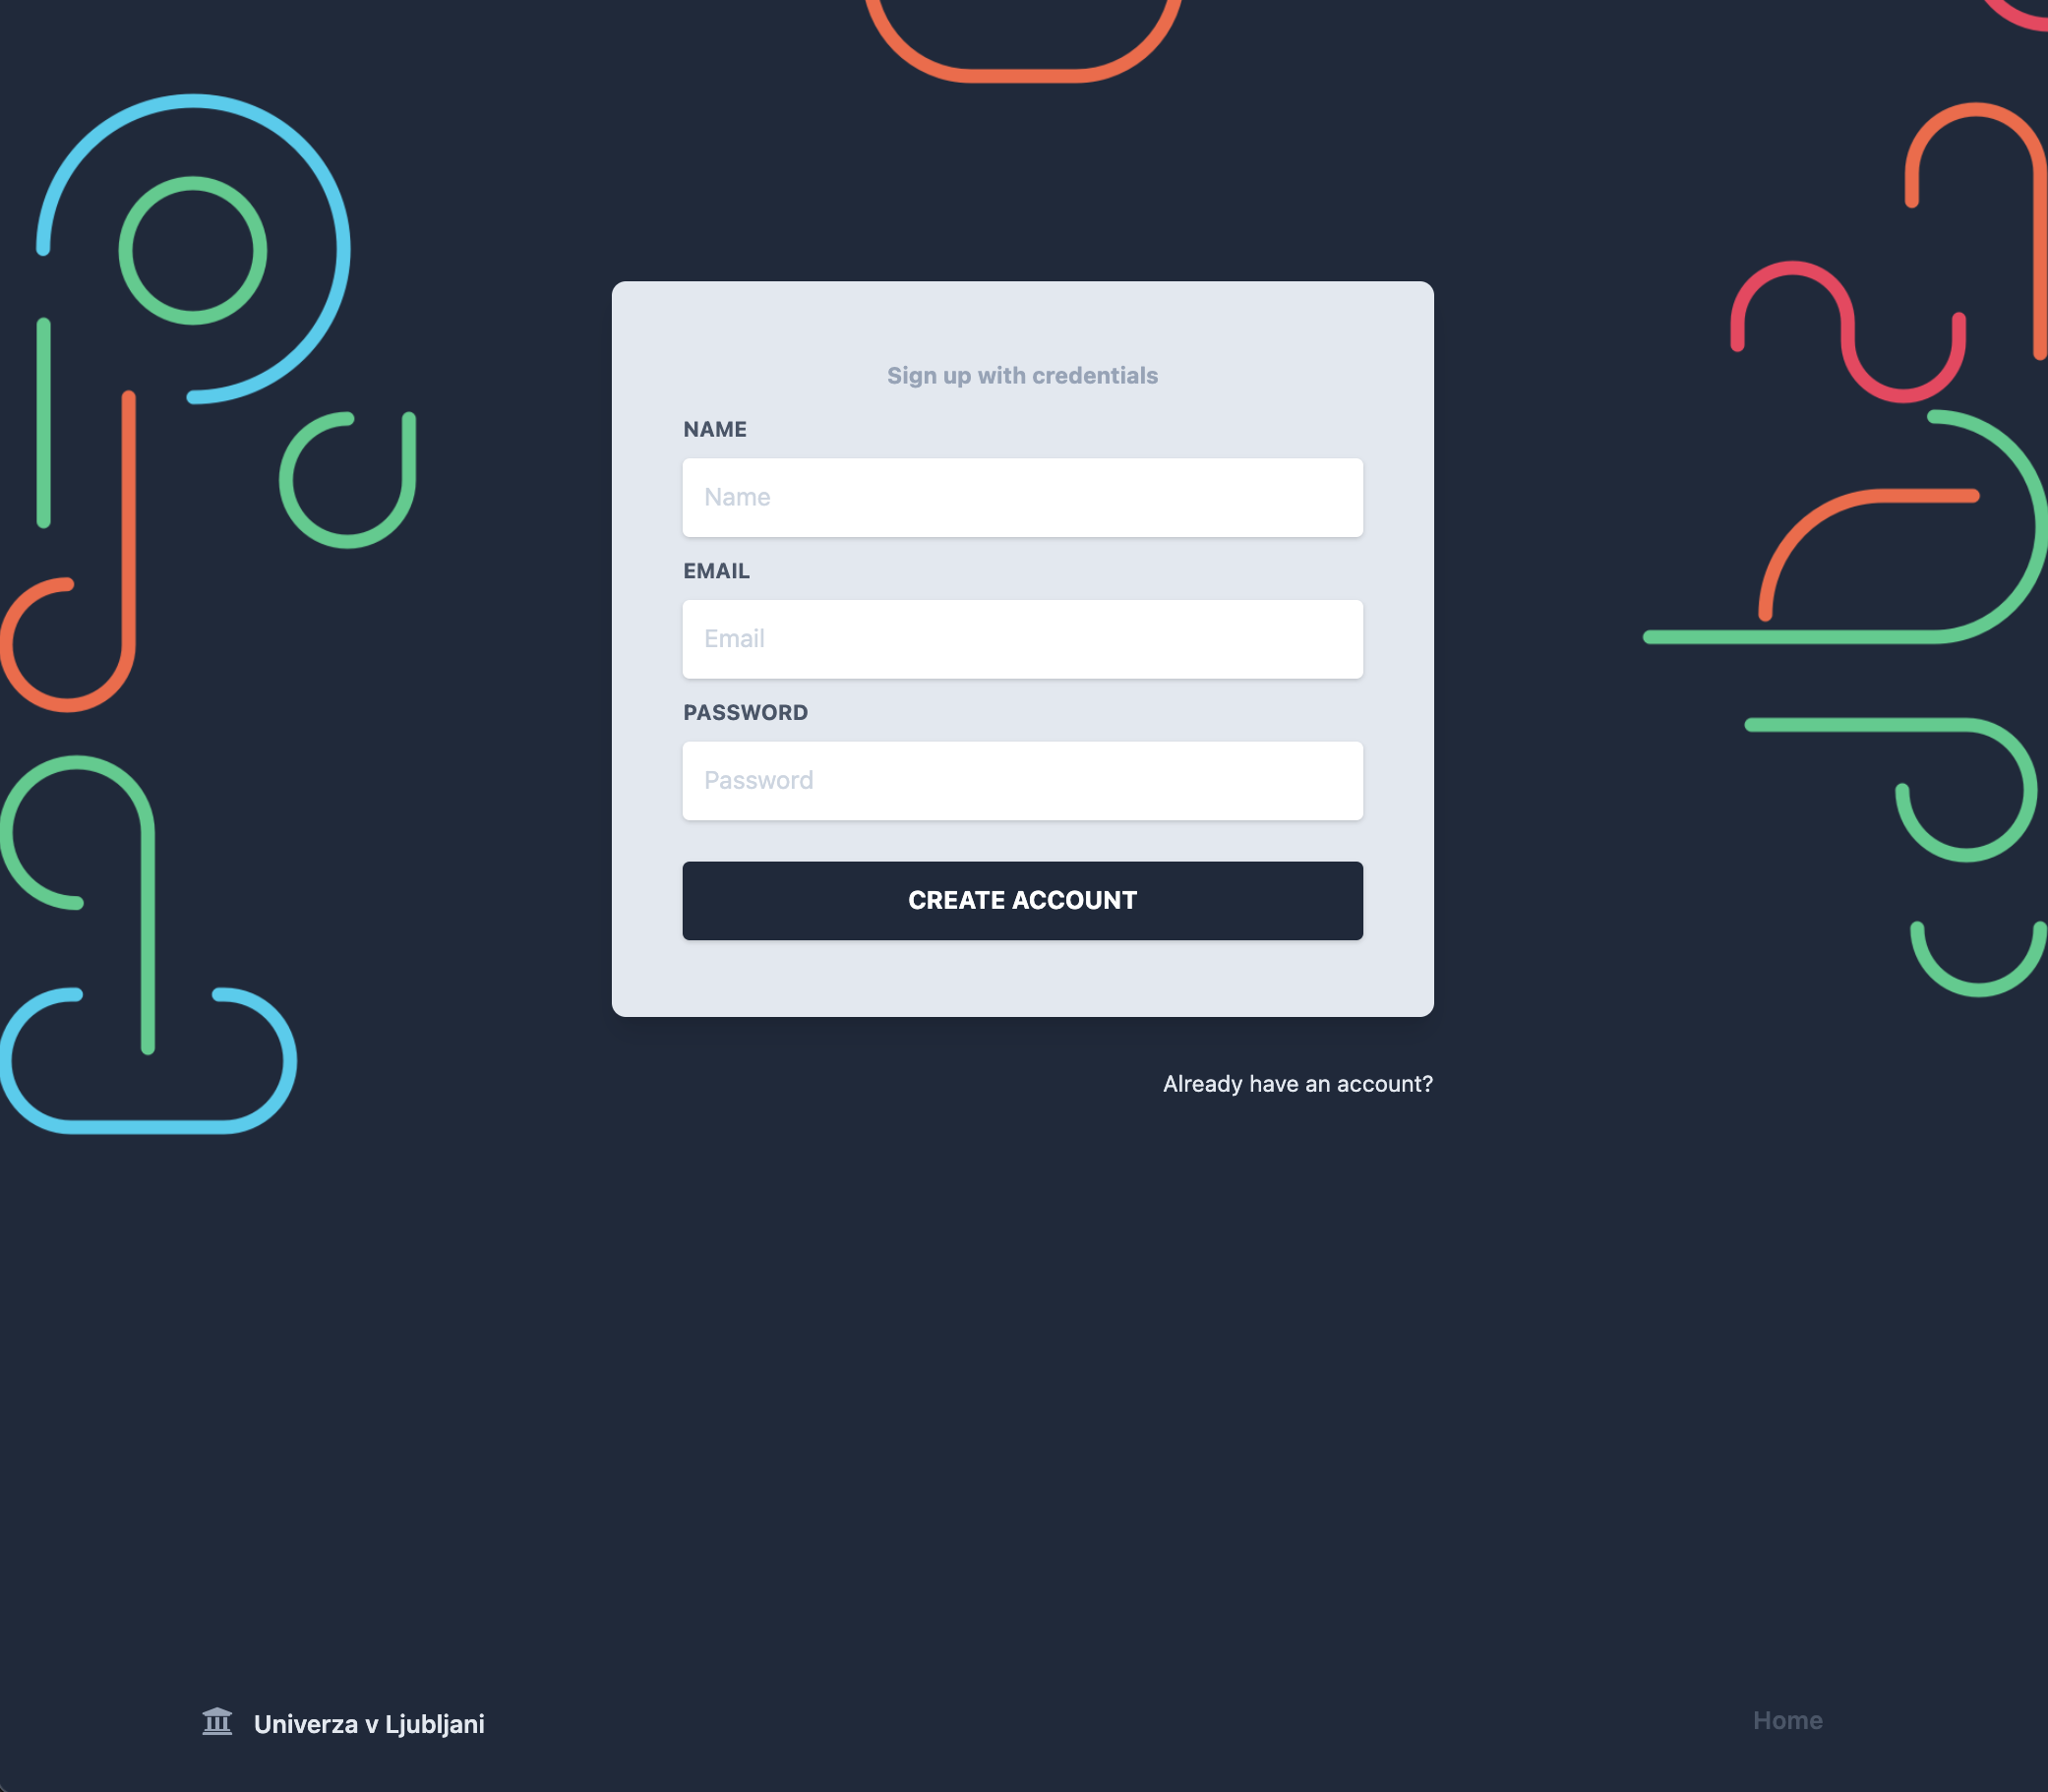 Sign up with credentials
NAME
Name
EMAIL
Email
PASSWORD
Password
CREATE ACCOUNT
Already have an account?
Univerza v Ljubljani
Home